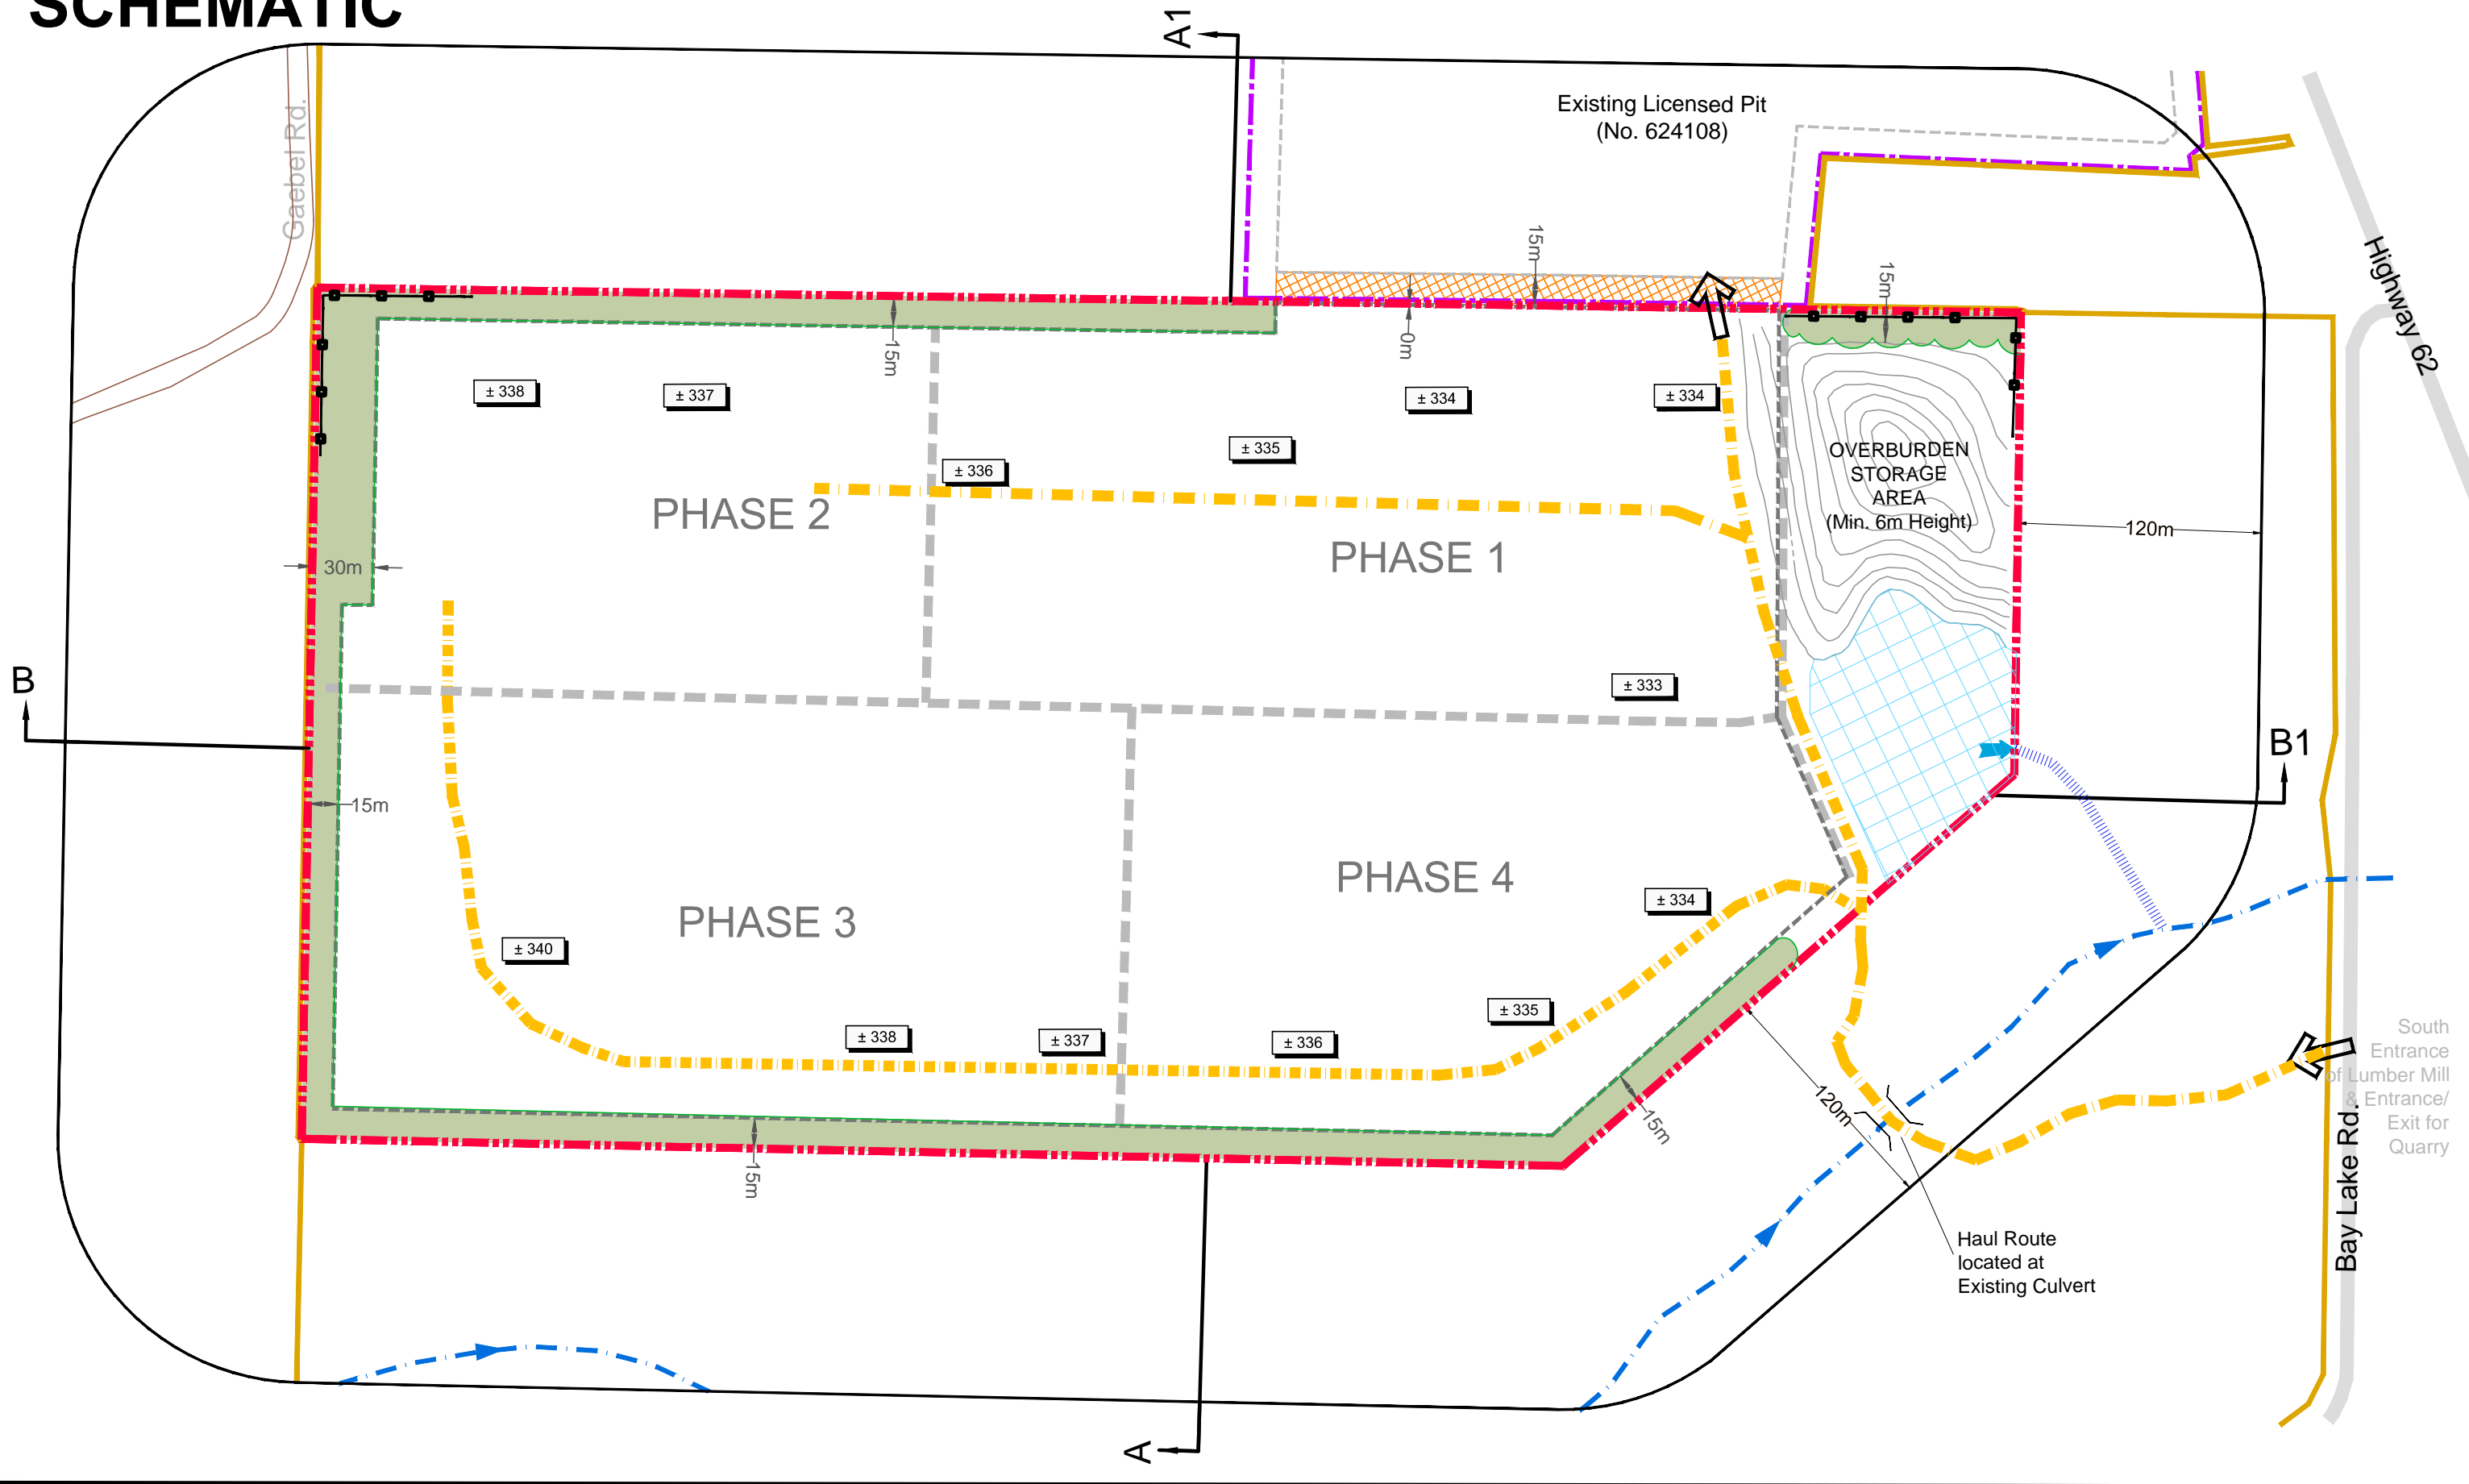 SCHEMATIC
A1
Existing Licensed Pit
(No. 624108)
Gaebel Rd.
Highway 62
15m
15m
15m
0m
± 338
± 337
± 334
± 334
± 335
± 336
OVERBURDEN
STORAGE
AREA
(Min. 6m Height)
PHASE 2
PHASE 1
120m
30m
± 333
B
B1
15m
PHASE 4
PHASE 3
± 334
± 340
± 335
± 338
± 337
± 336
South
Entrance
of Lumber Mill
& Entrance/
Exit for
Quarry
120m
15m
15m
Bay Lake Rd.
Haul Route
located at
Existing Culvert
A